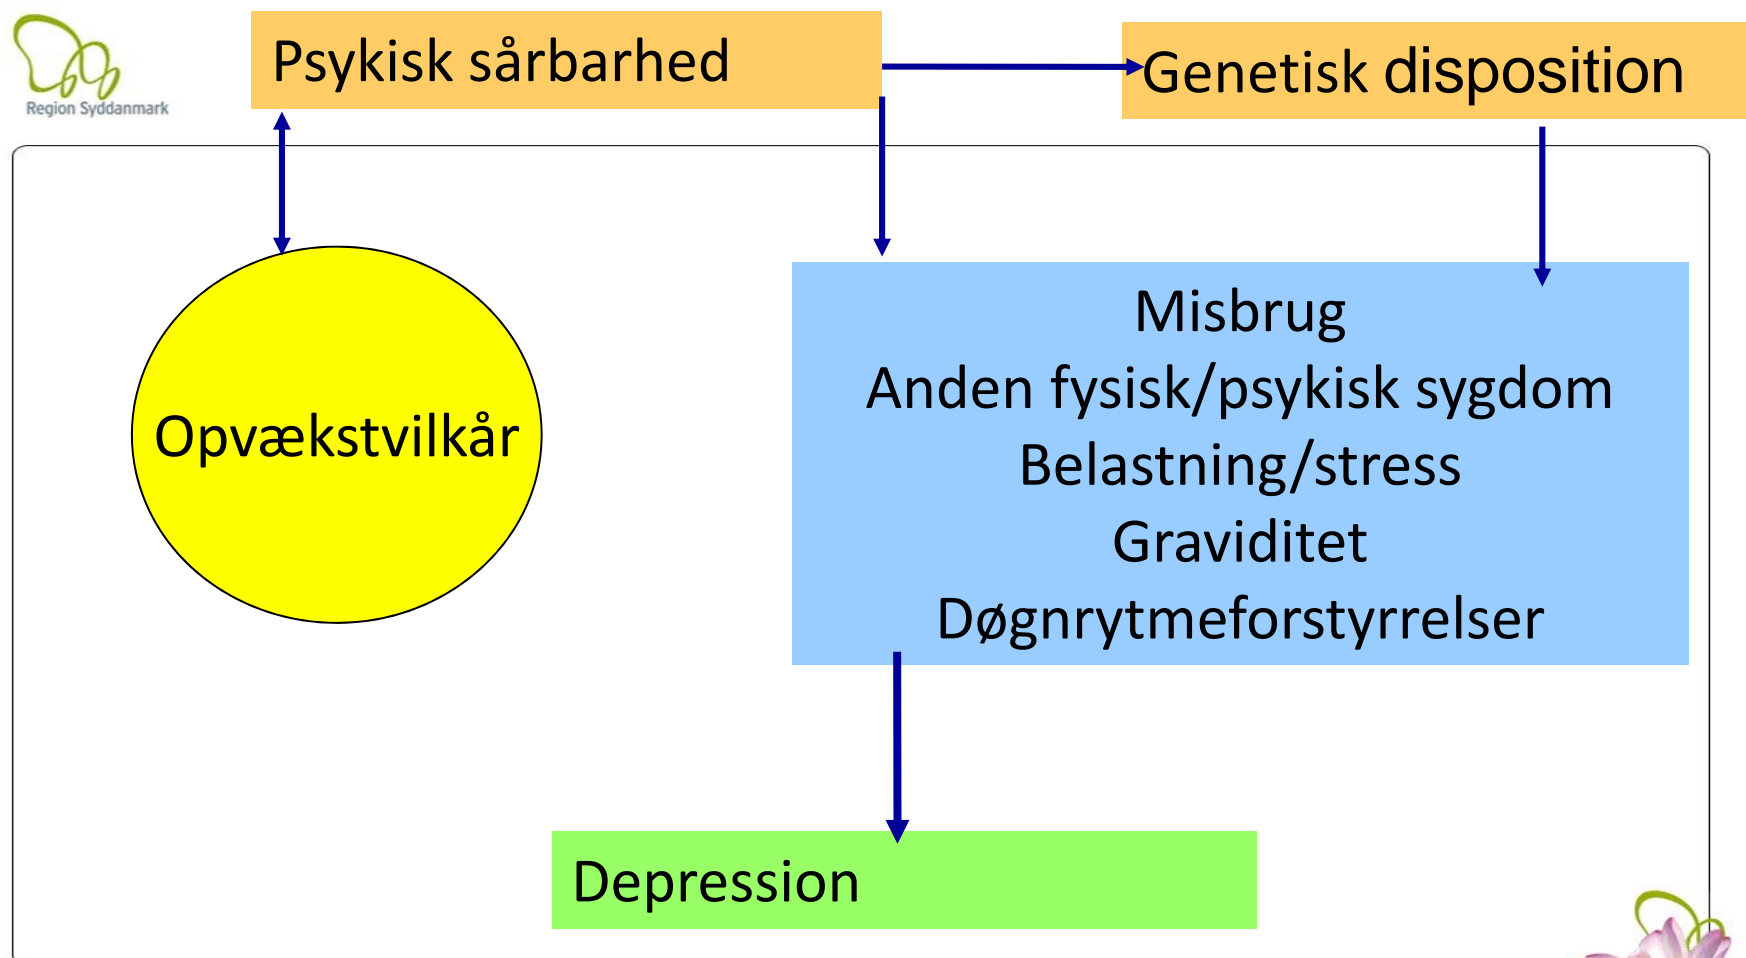 Region Syddanmark
Psykisk sårbarhed
Genetisk disposition
Opvækstvilkår
Misbrug
Anden fysisk/psykisk sygdom
Belastning/stress
Graviditet
Døgnrytmeforstyrrelser
Depression